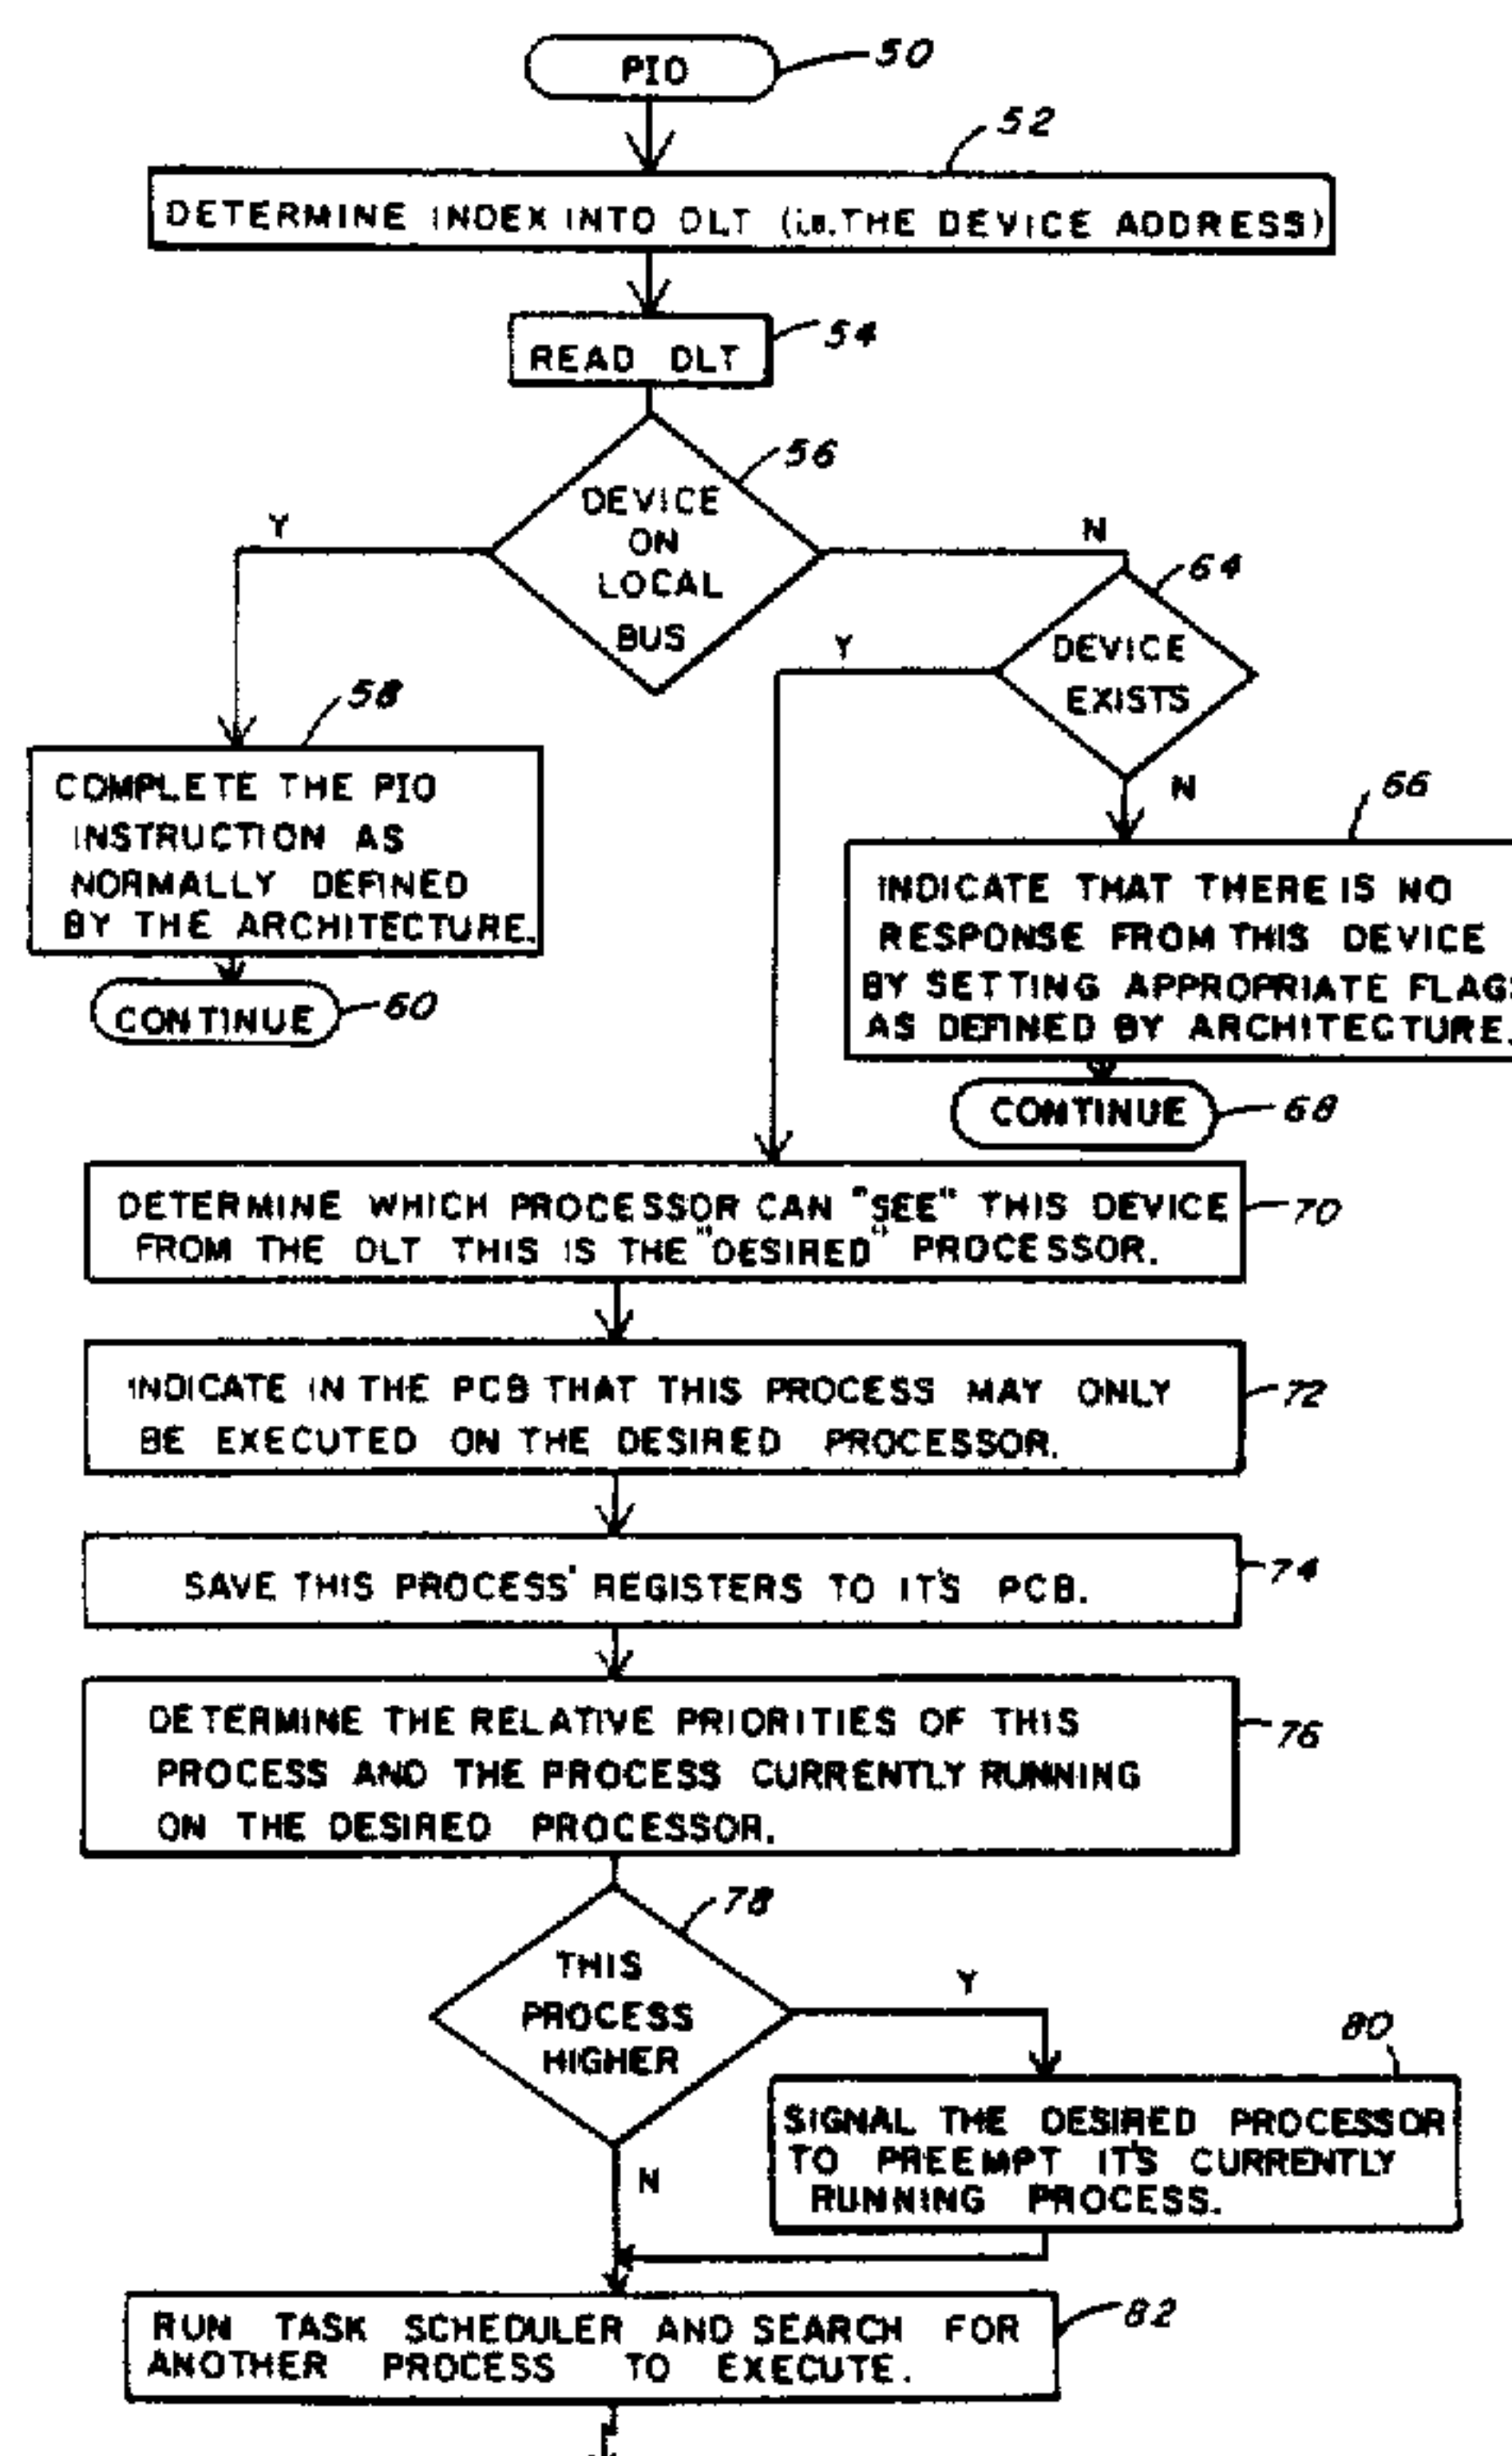 PIO
50
52
DETERMINE INDEX INTO DLT (i.e. THE DEVICE ADDRESS)
READ DLT
54
56
DEVICE
ON
LOCAL
BUS
Y
N
64
DEVICE
EXISTS
Y
N
58
COMPLETE THE PIO
INSTRUCTION AS
NORMALLY DEFINED
BY THE ARCHITECTURE.
CONTINUE
60
66
INDICATE THAT THERE IS NO
RESPONSE FROM THIS DEVICE
BY SETTING APPROPRIATE FLAGS
AS DEFINED BY ARCHITECTURE.
CONTINUE
68
DETERMINE WHICH PROCESSOR CAN "SEE" THIS DEVICE
FROM THE DLT THIS IS THE "DESIRED" PROCESSOR.
70
INDICATE IN THE PCB THAT THIS PROCESS MAY ONLY
BE EXECUTED ON THE DESIRED PROCESSOR.
72
SAVE THIS PROCESS' REGISTERS TO IT'S PCB.
74
DETERMINE THE RELATIVE PRIORITIES OF THIS
PROCESS AND THE PROCESS CURRENTLY RUNNING
ON THE DESIRED PROCESSOR.
76
78
THIS
PROCESS
HIGHER
Y
N
80
SIGNAL THE DESIRED PROCESSOR
TO PREEMPT IT'S CURRENTLY
RUNNING PROCESS.
RUN TASK SCHEDULER AND SEARCH FOR
ANOTHER PROCESS TO EXECUTE.
82